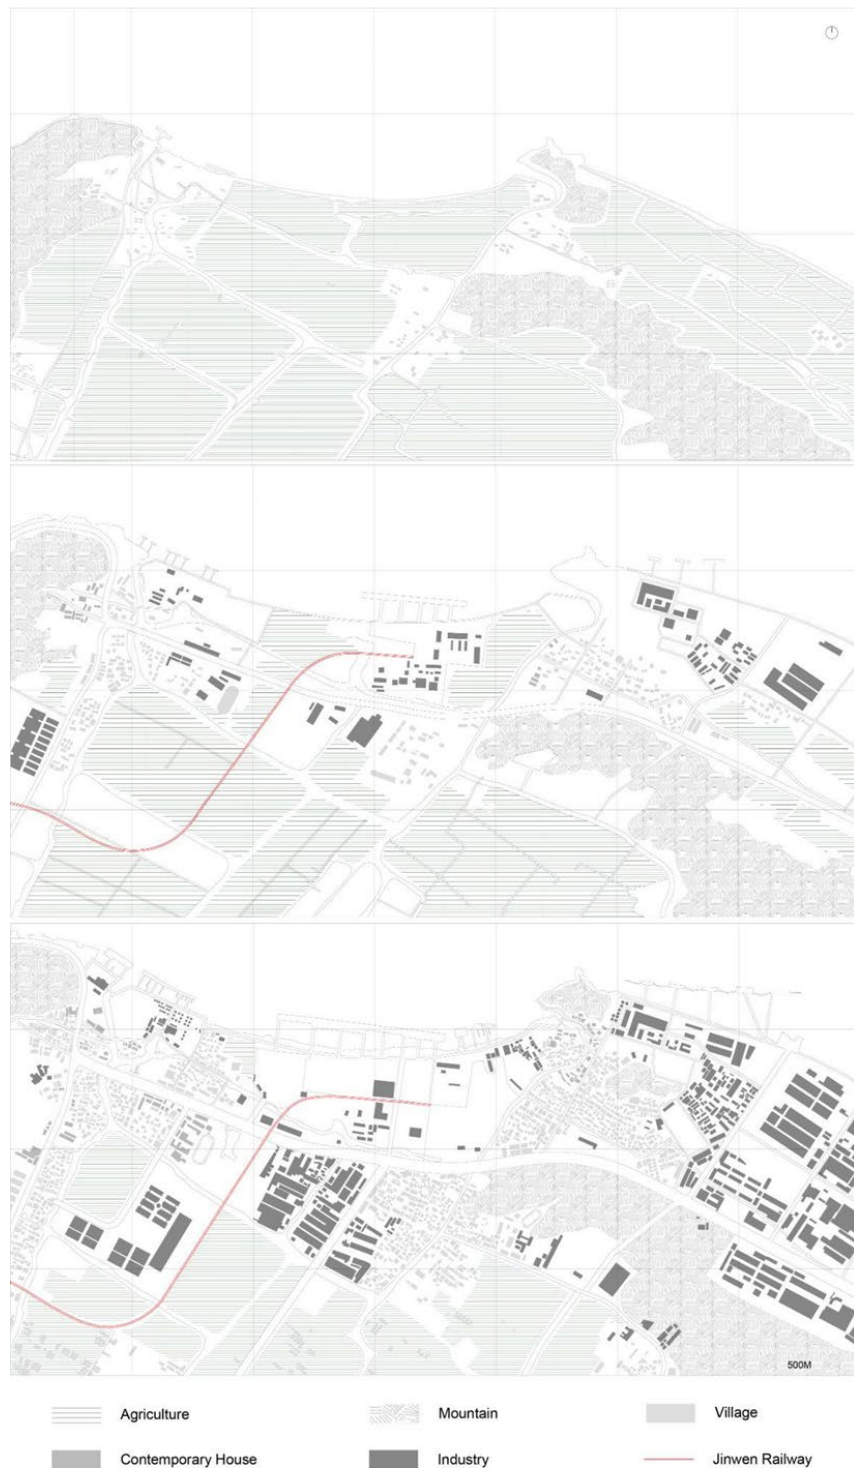 500M
Agriculture
Mountain
Village
Contemporary House
Industry
Jinwen Railway